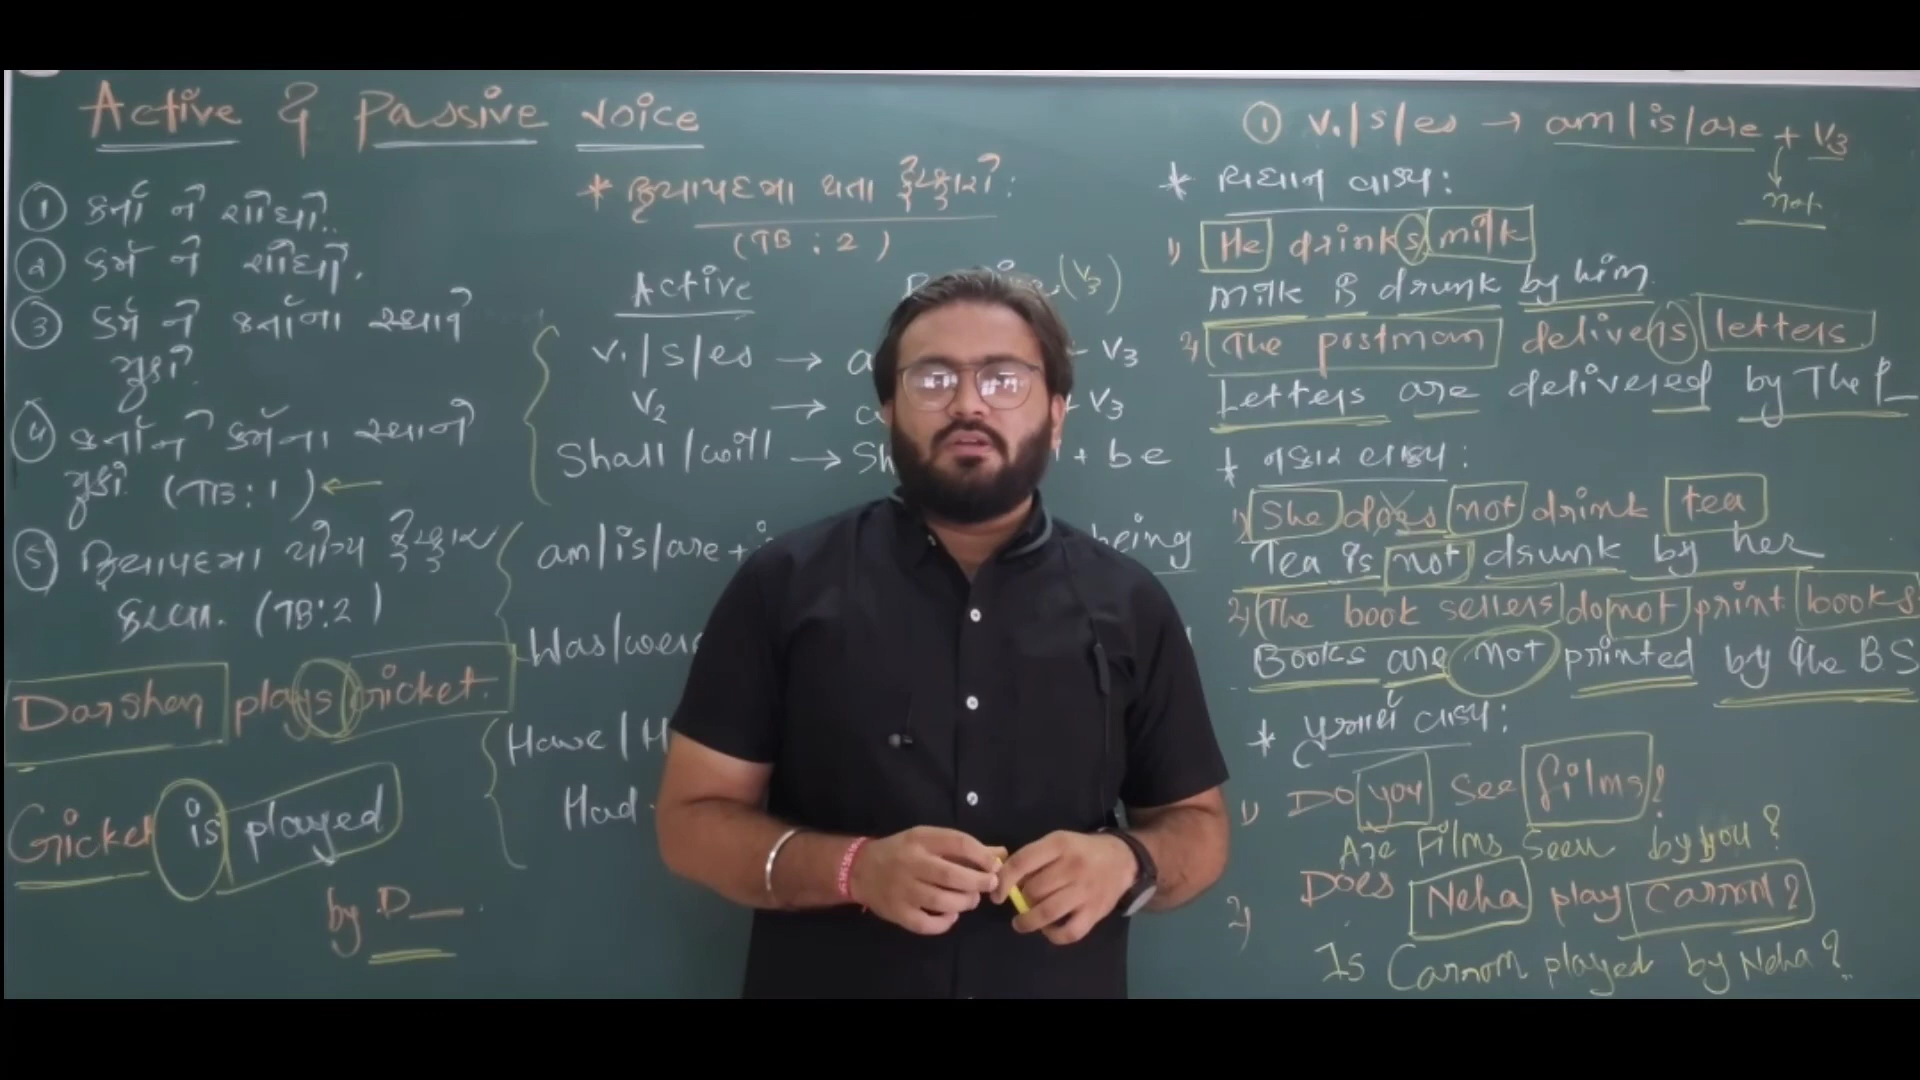 Active & Passive voice
① કર્તા ને શોધો.
② કર્મ ને શોધો.
③ કર્મ ને કર્તાના સ્થાને
મુકો.
④ કર્તાને કર્મના સ્થાને
મુકો (TB:1)←
⑤ ક્રિયાપદમાં યોગ્ય ફેરફાર
કરવા. (TB:2)
Darshan plays cricket.
Cricket is played
by D__.
* ક્રિયાપદમાં થતા ફેરફારો:
(TB:2)
Active (V3)
V1/s/es → V3
V2 → V3
Shall/will → Sh + be
am/is/are + being
Was/were
Have/H
Had
① V1/s/es → am/is/are + V3
not
* વિધાન વાક્ય:
1) He drinks milk
milk is drunk by him.
2) The postman delivers letters.
Letters are delivered by The P__
* નકાર વાક્ય:
1) She does not drink tea
Tea is not drunk by her
2) The book sellers do not print books
Books are not printed by the BS
* પ્રશ્નાર્થ વાક્ય:
1) Do you see films?
Are Films seen by you?
2) Does Neha play Carrom?
Is Carrom played by Neha?